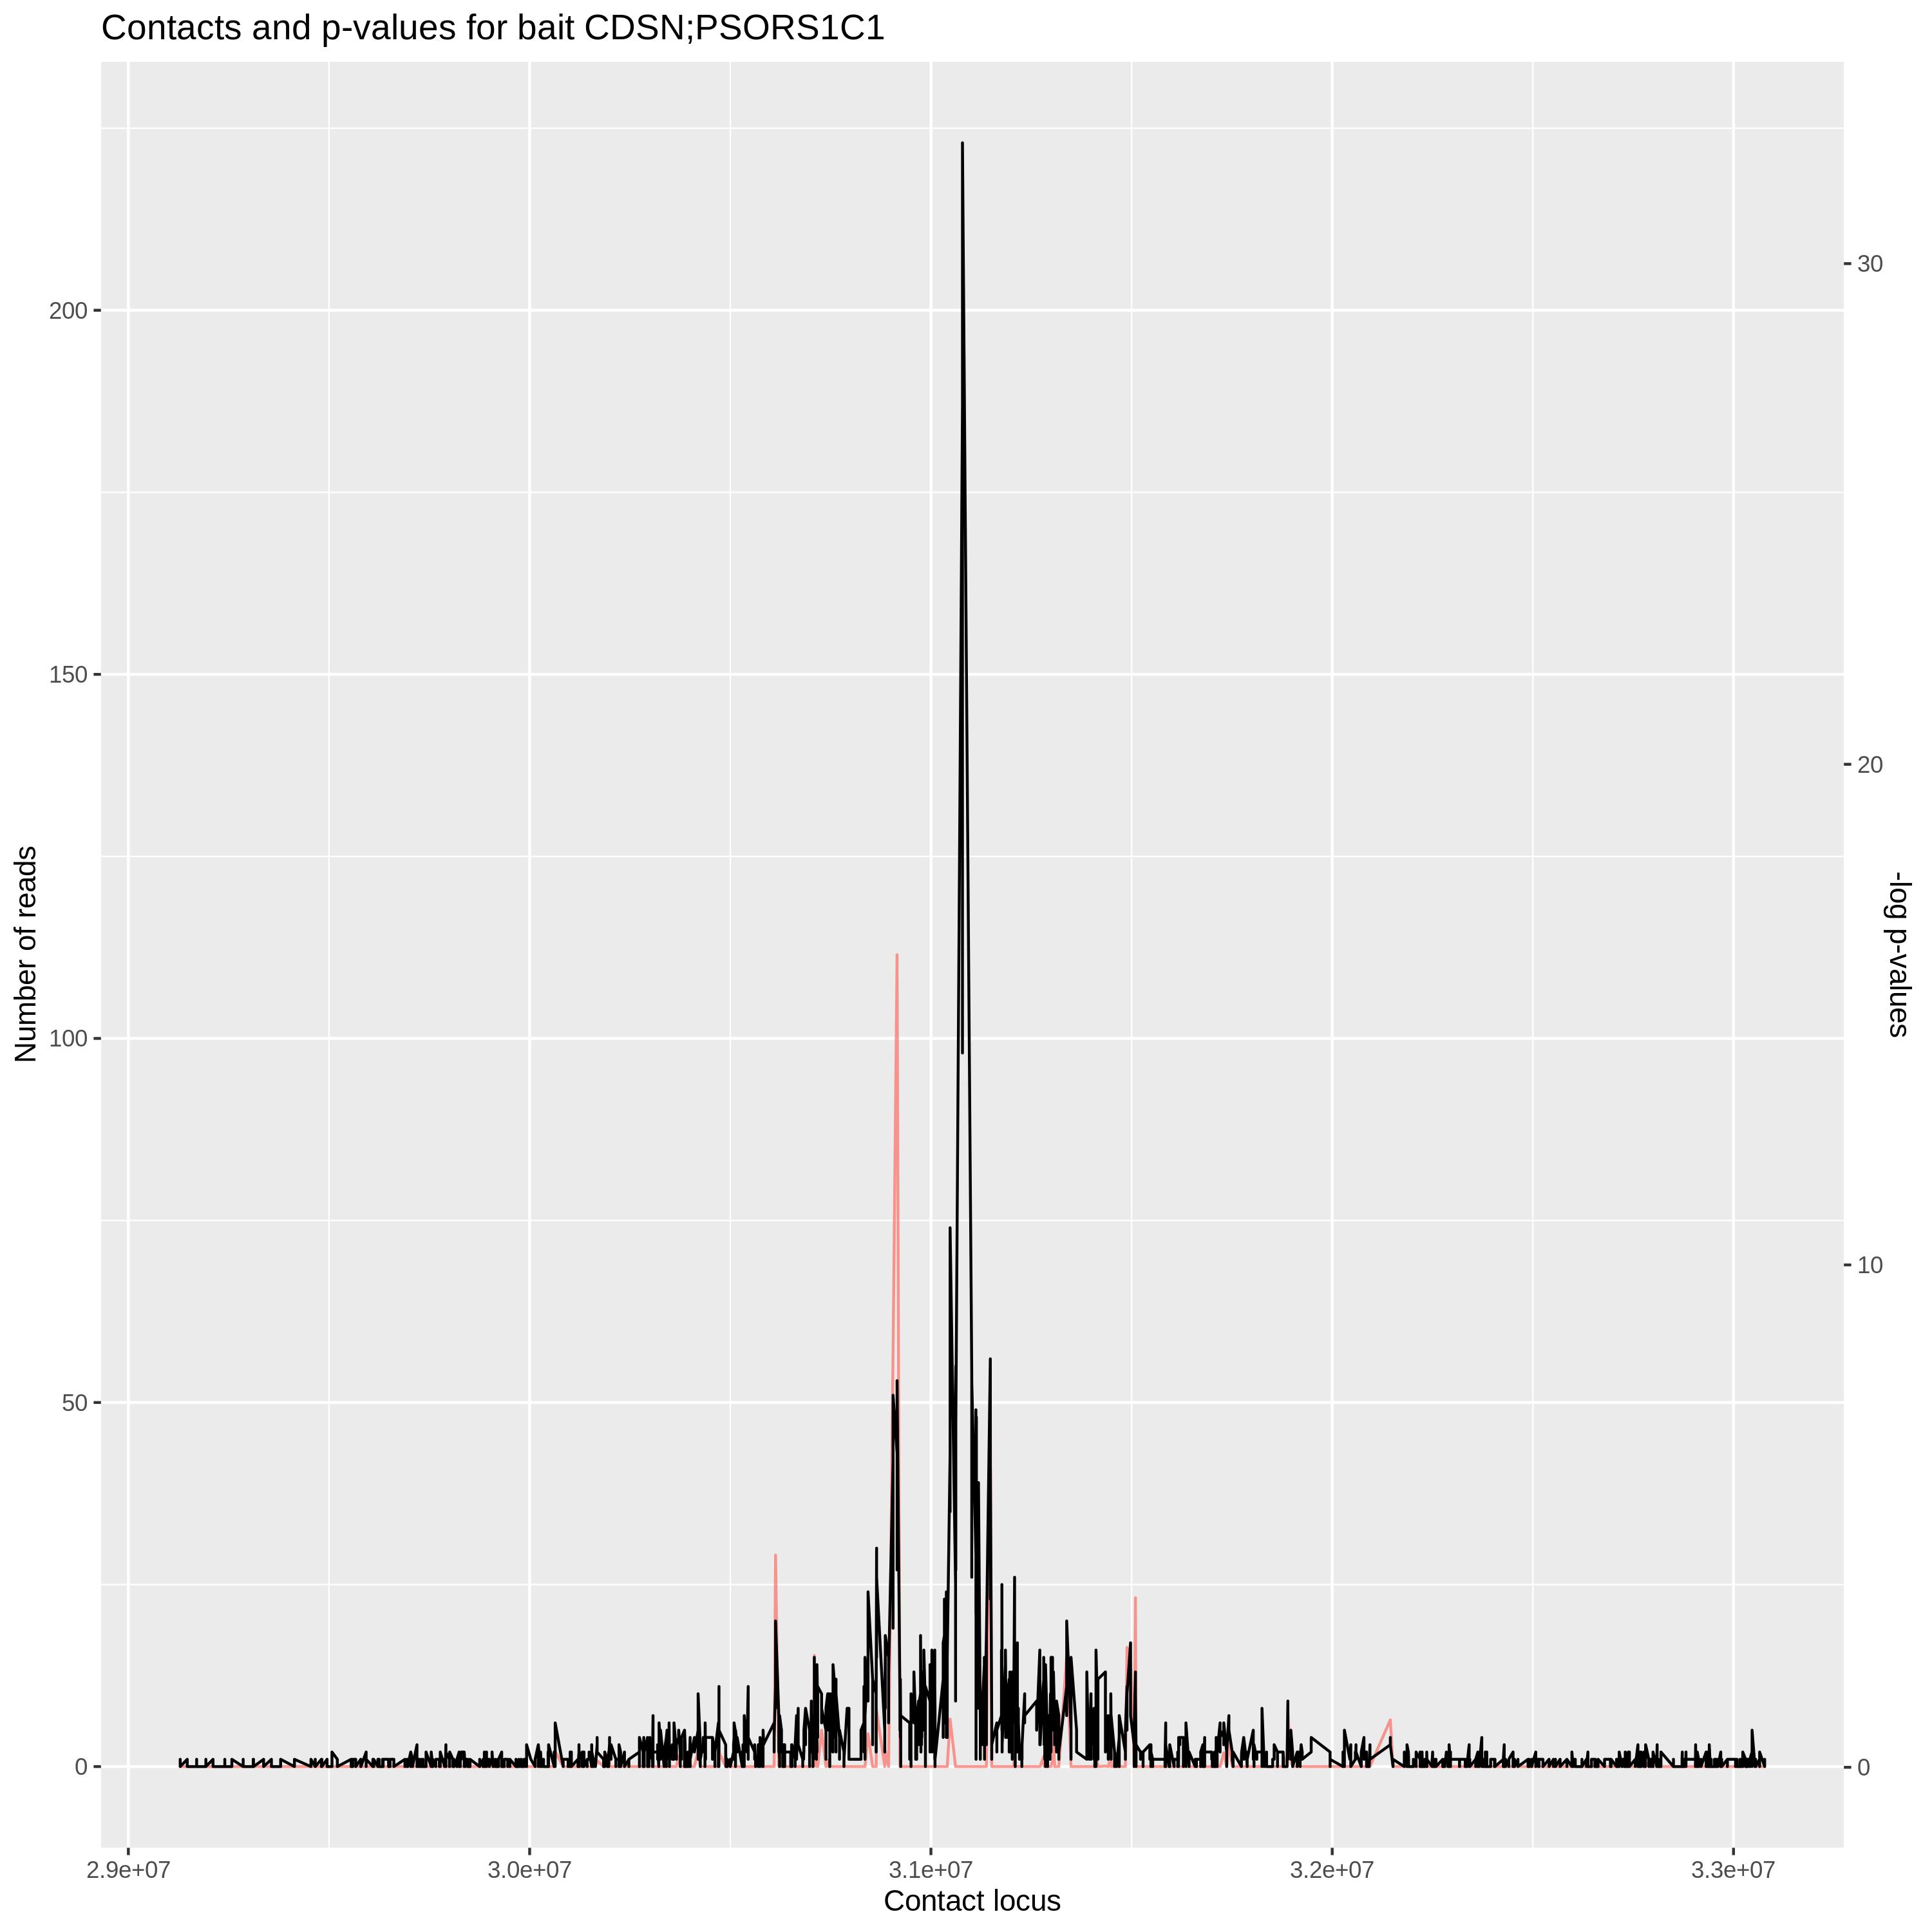 Contacts and p-values for bait CDSN;PSORS1C1
Number of reads
200
150
100
50
0
30
20
10
0
-log p-values
2.9e+07
3.0e+07
3.1e+07
3.2e+07
3.3e+07
Contact locus